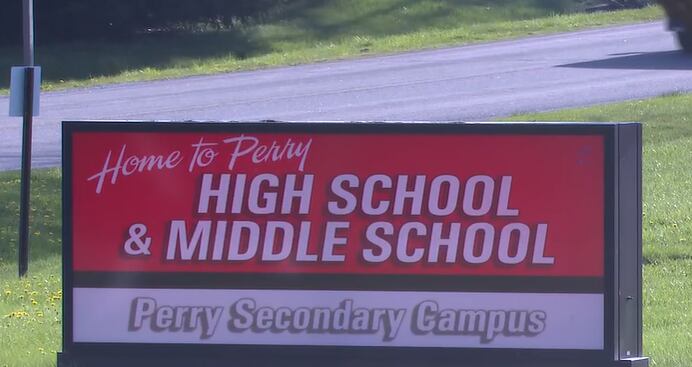 Home to Perry
HIGH SCHOOL
& MIDDLE SCHOOL
Perry Secondary Campus